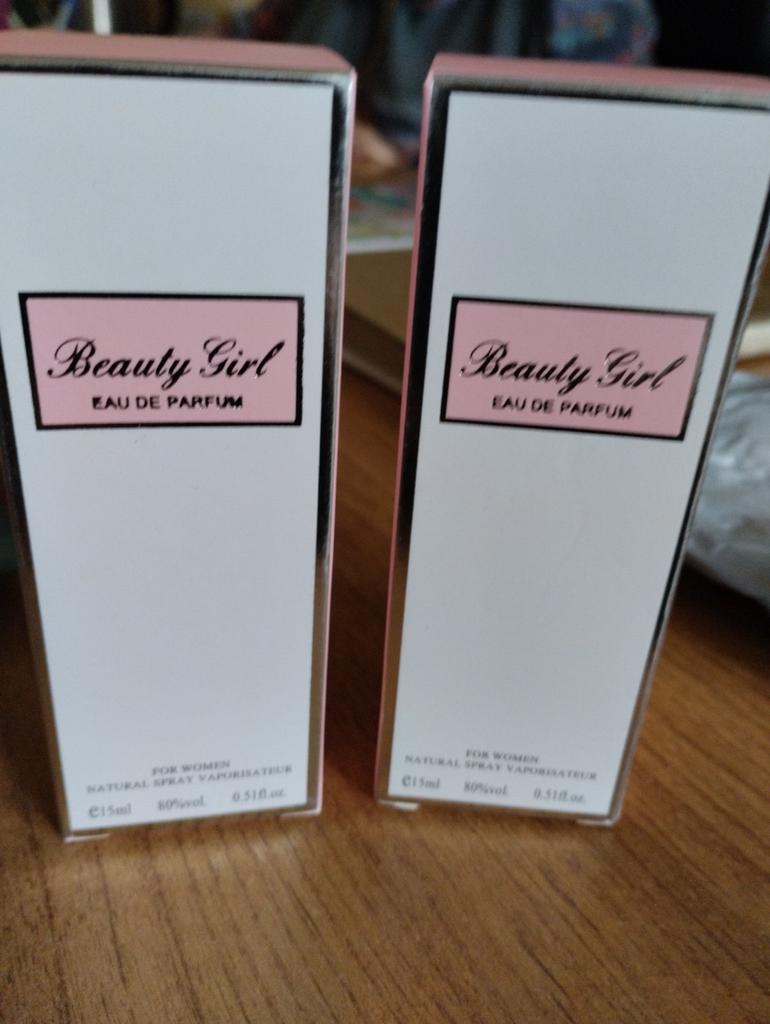 Beauty Girl
EAU DE PARFUM
FOR WOMEN
NATURAL SPRAY VAPORISATEUR
℮15ml 80%vol. 0.51fl.oz.
Beauty Girl
EAU DE PARFUM
FOR WOMEN
NATURAL SPRAY VAPORISATEUR
℮15ml 80%vol. 0.51fl.oz.